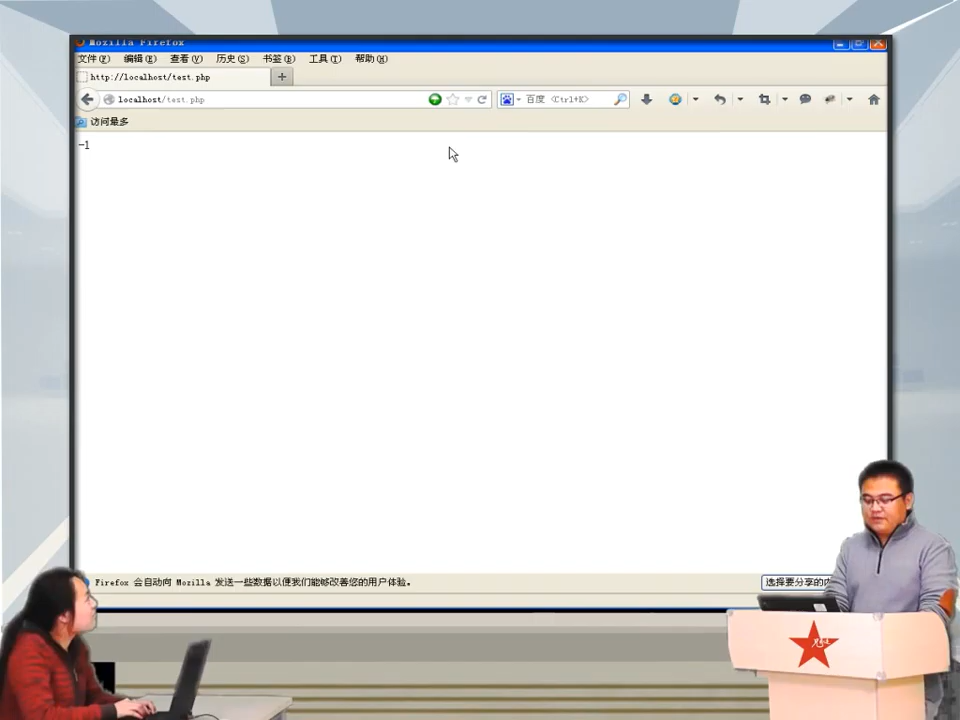 Mozilla Firefox
文件(F) 编辑(E) 查看(V) 历史(S) 书签(B) 工具(T) 帮助(H)
http://localhost/test.php
localhost/test.php
百度 <Ctrl+K>
访问最多
-1
Firefox 会自动向 Mozilla 发送一些数据以便我们能够改善您的用户体验。
选择要分享的内